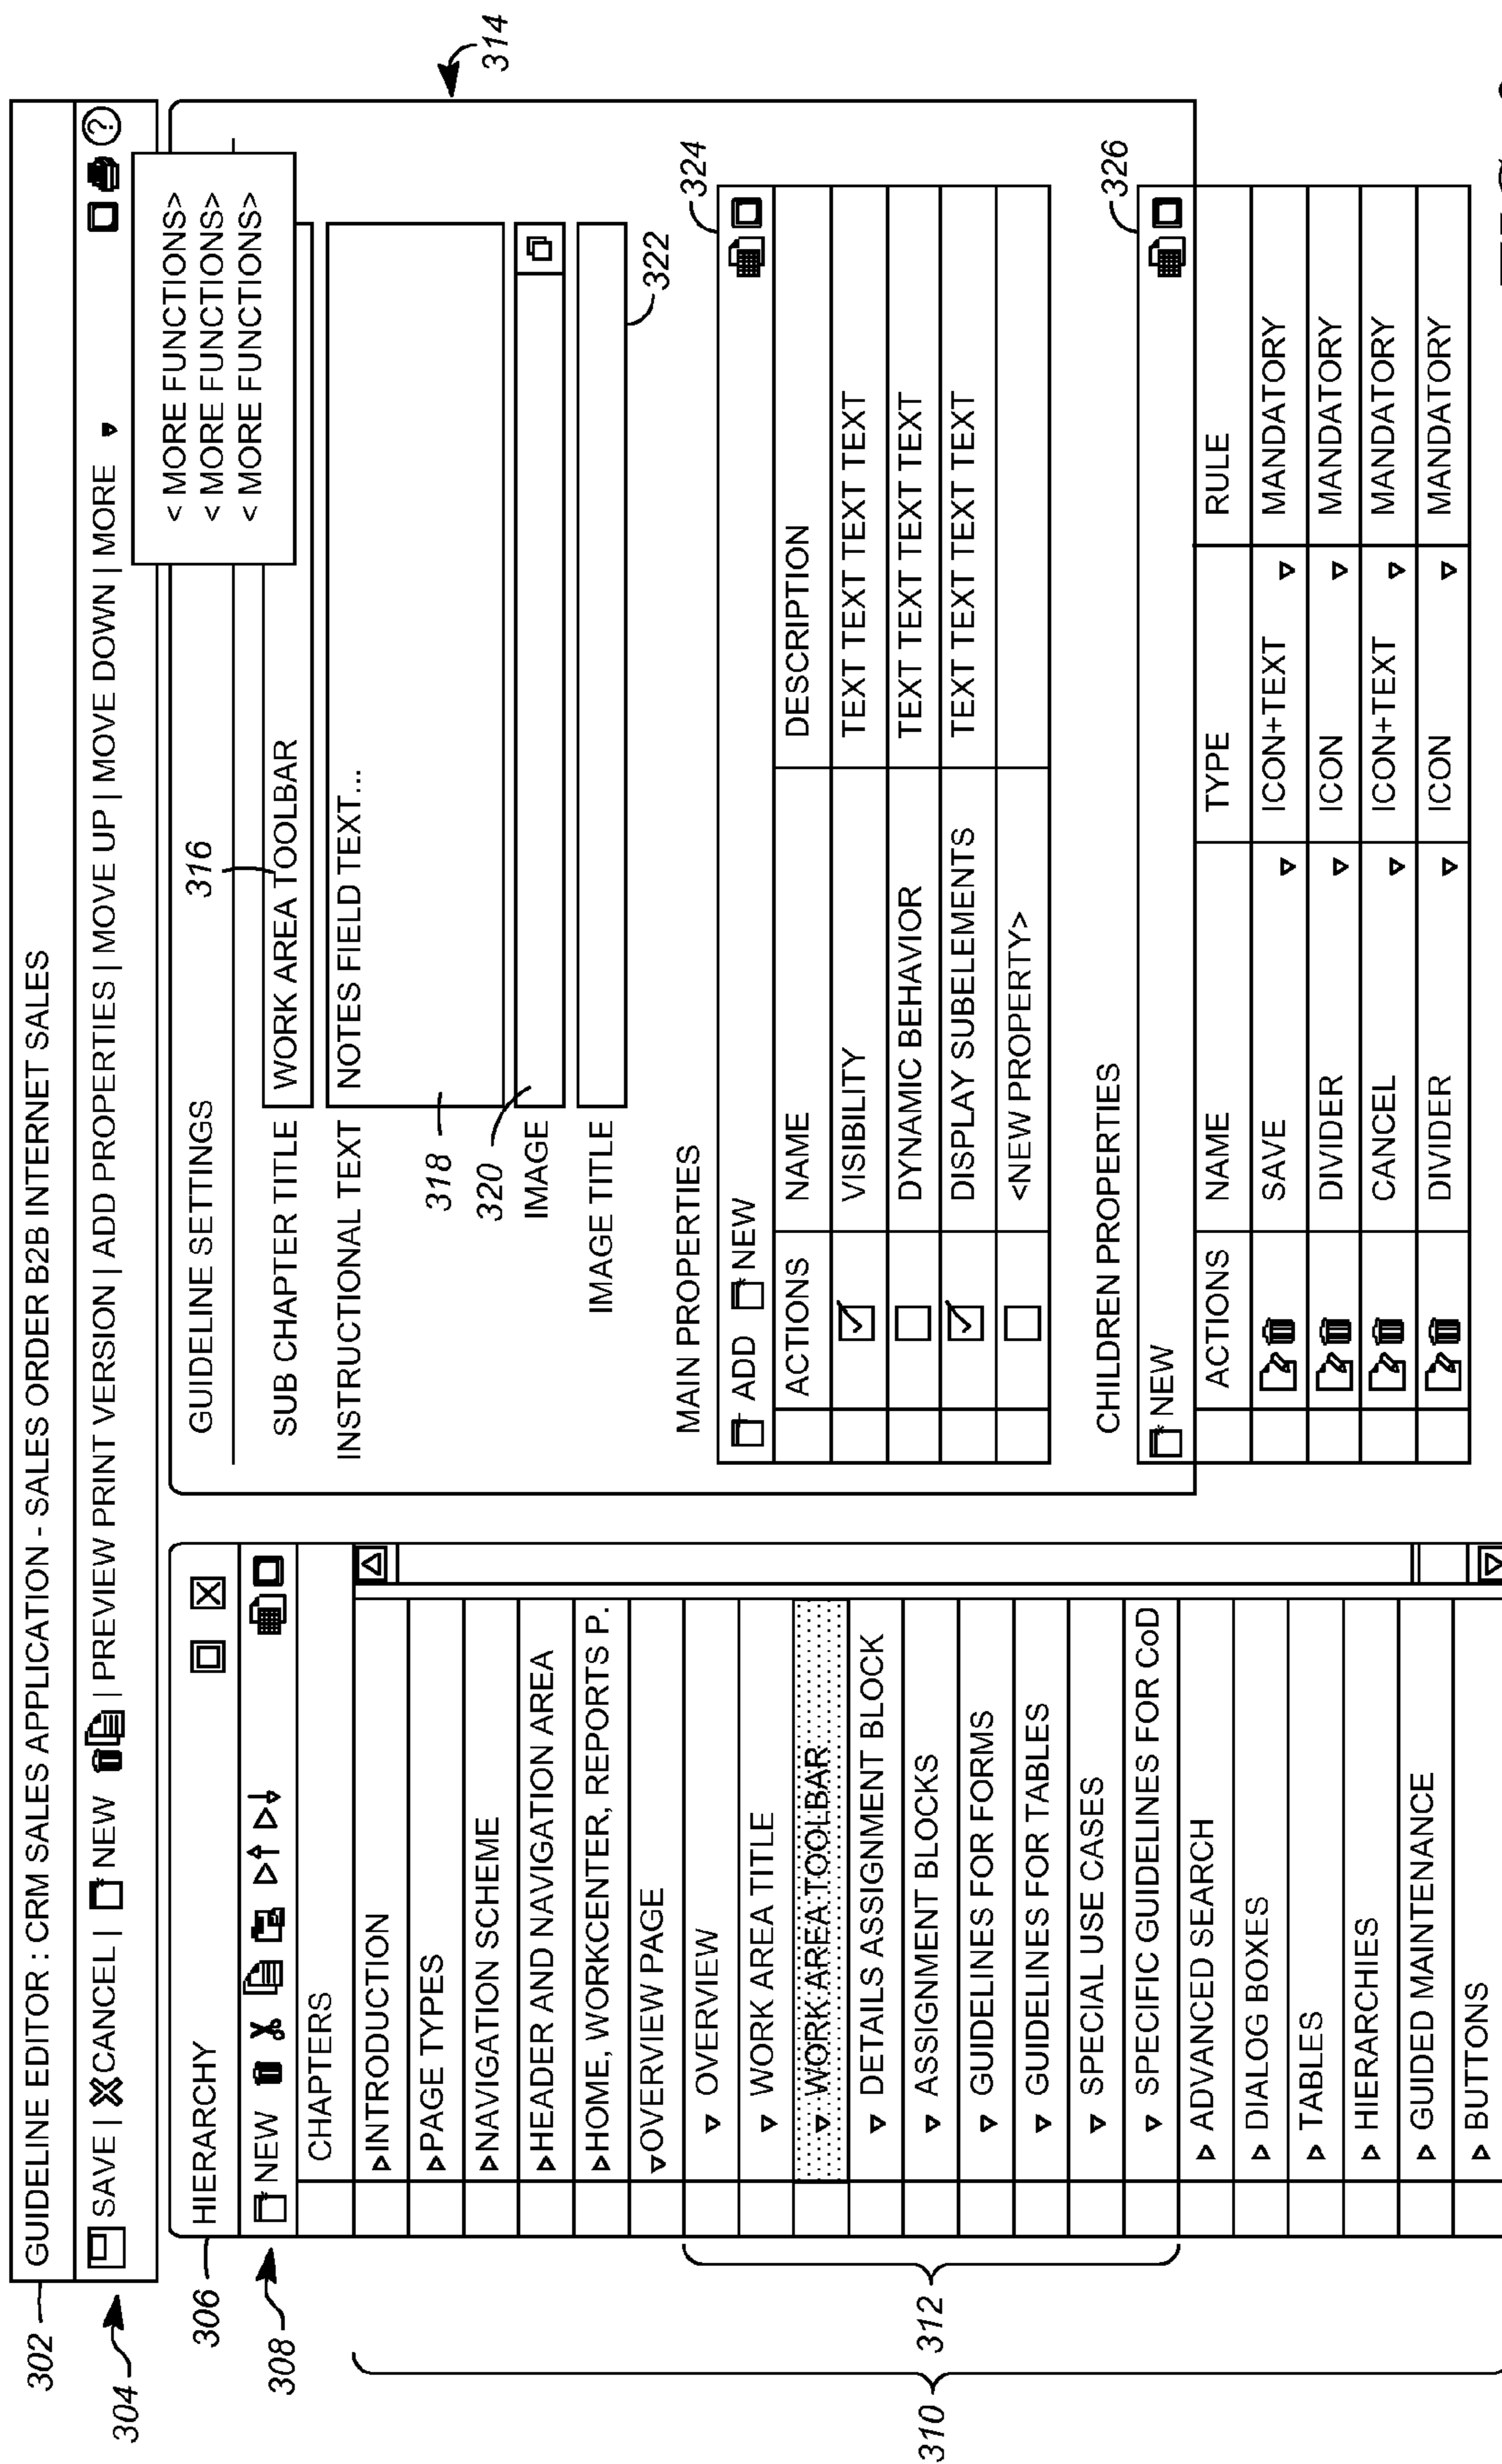 302
GUIDELINE EDITOR : CRM SALES APPLICATION - SALES ORDER B2B INTERNET SALES
304
SAVE | CANCEL | NEW | PREVIEW PRINT VERSION | ADD PROPERTIES | MOVE UP | MOVE DOWN | MORE
?
< MORE FUNCTIONS>
< MORE FUNCTIONS>
< MORE FUNCTIONS>
306
HIERARCHY
308
NEW
CHAPTERS
310
INTRODUCTION
PAGE TYPES
NAVIGATION SCHEME
HEADER AND NAVIGATION AREA
HOME, WORKCENTER, REPORTS P.
OVERVIEW PAGE
312
OVERVIEW
WORK AREA TITLE
WORK AREA TOOLBAR
DETAILS ASSIGNMENT BLOCK
ASSIGNMENT BLOCKS
GUIDELINES FOR FORMS
GUIDELINES FOR TABLES
SPECIAL USE CASES
SPECIFIC GUIDELINES FOR CoD
ADVANCED SEARCH
DIALOG BOXES
TABLES
HIERARCHIES
GUIDED MAINTENANCE
BUTTONS
314
GUIDELINE SETTINGS
316
SUB CHAPTER TITLE WORK AREA TOOLBAR
INSTRUCTIONAL TEXT NOTES FIELD TEXT...
318
320
IMAGE
IMAGE TITLE
322
MAIN PROPERTIES
324
ADD NEW
ACTIONS NAME DESCRIPTION
VISIBILITY TEXT TEXT TEXT TEXT
DYNAMIC BEHAVIOR TEXT TEXT TEXT TEXT
DISPLAY SUBELEMENTS TEXT TEXT TEXT TEXT
<NEW PROPERTY>
CHILDREN PROPERTIES
326
NEW
ACTIONS NAME TYPE RULE
SAVE ICON+TEXT MANDATORY
DIVIDER ICON MANDATORY
CANCEL ICON+TEXT MANDATORY
DIVIDER ICON MANDATORY